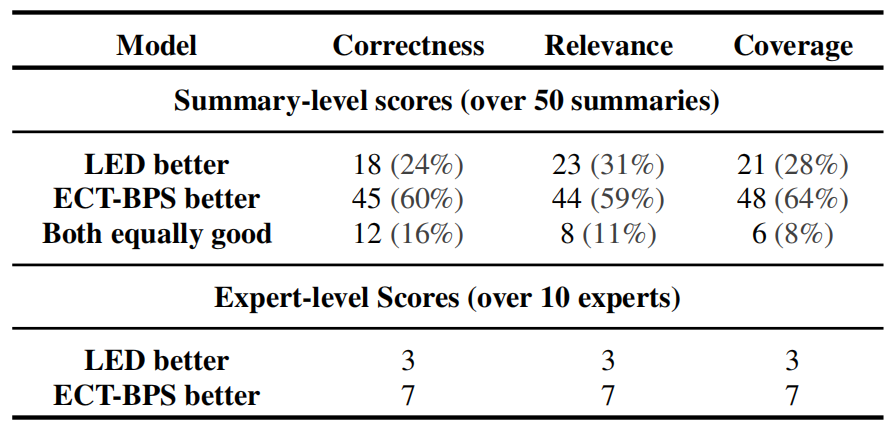 Model Correctness Relevance Coverage
Summary-level scores (over 50 summaries)
LED better 18 (24%) 23 (31%) 21 (28%)
ECT-BPS better 45 (60%) 44 (59%) 48 (64%)
Both equally good 12 (16%) 8 (11%) 6 (8%)
Expert-level Scores (over 10 experts)
LED better 3 3 3
ECT-BPS better 7 7 7